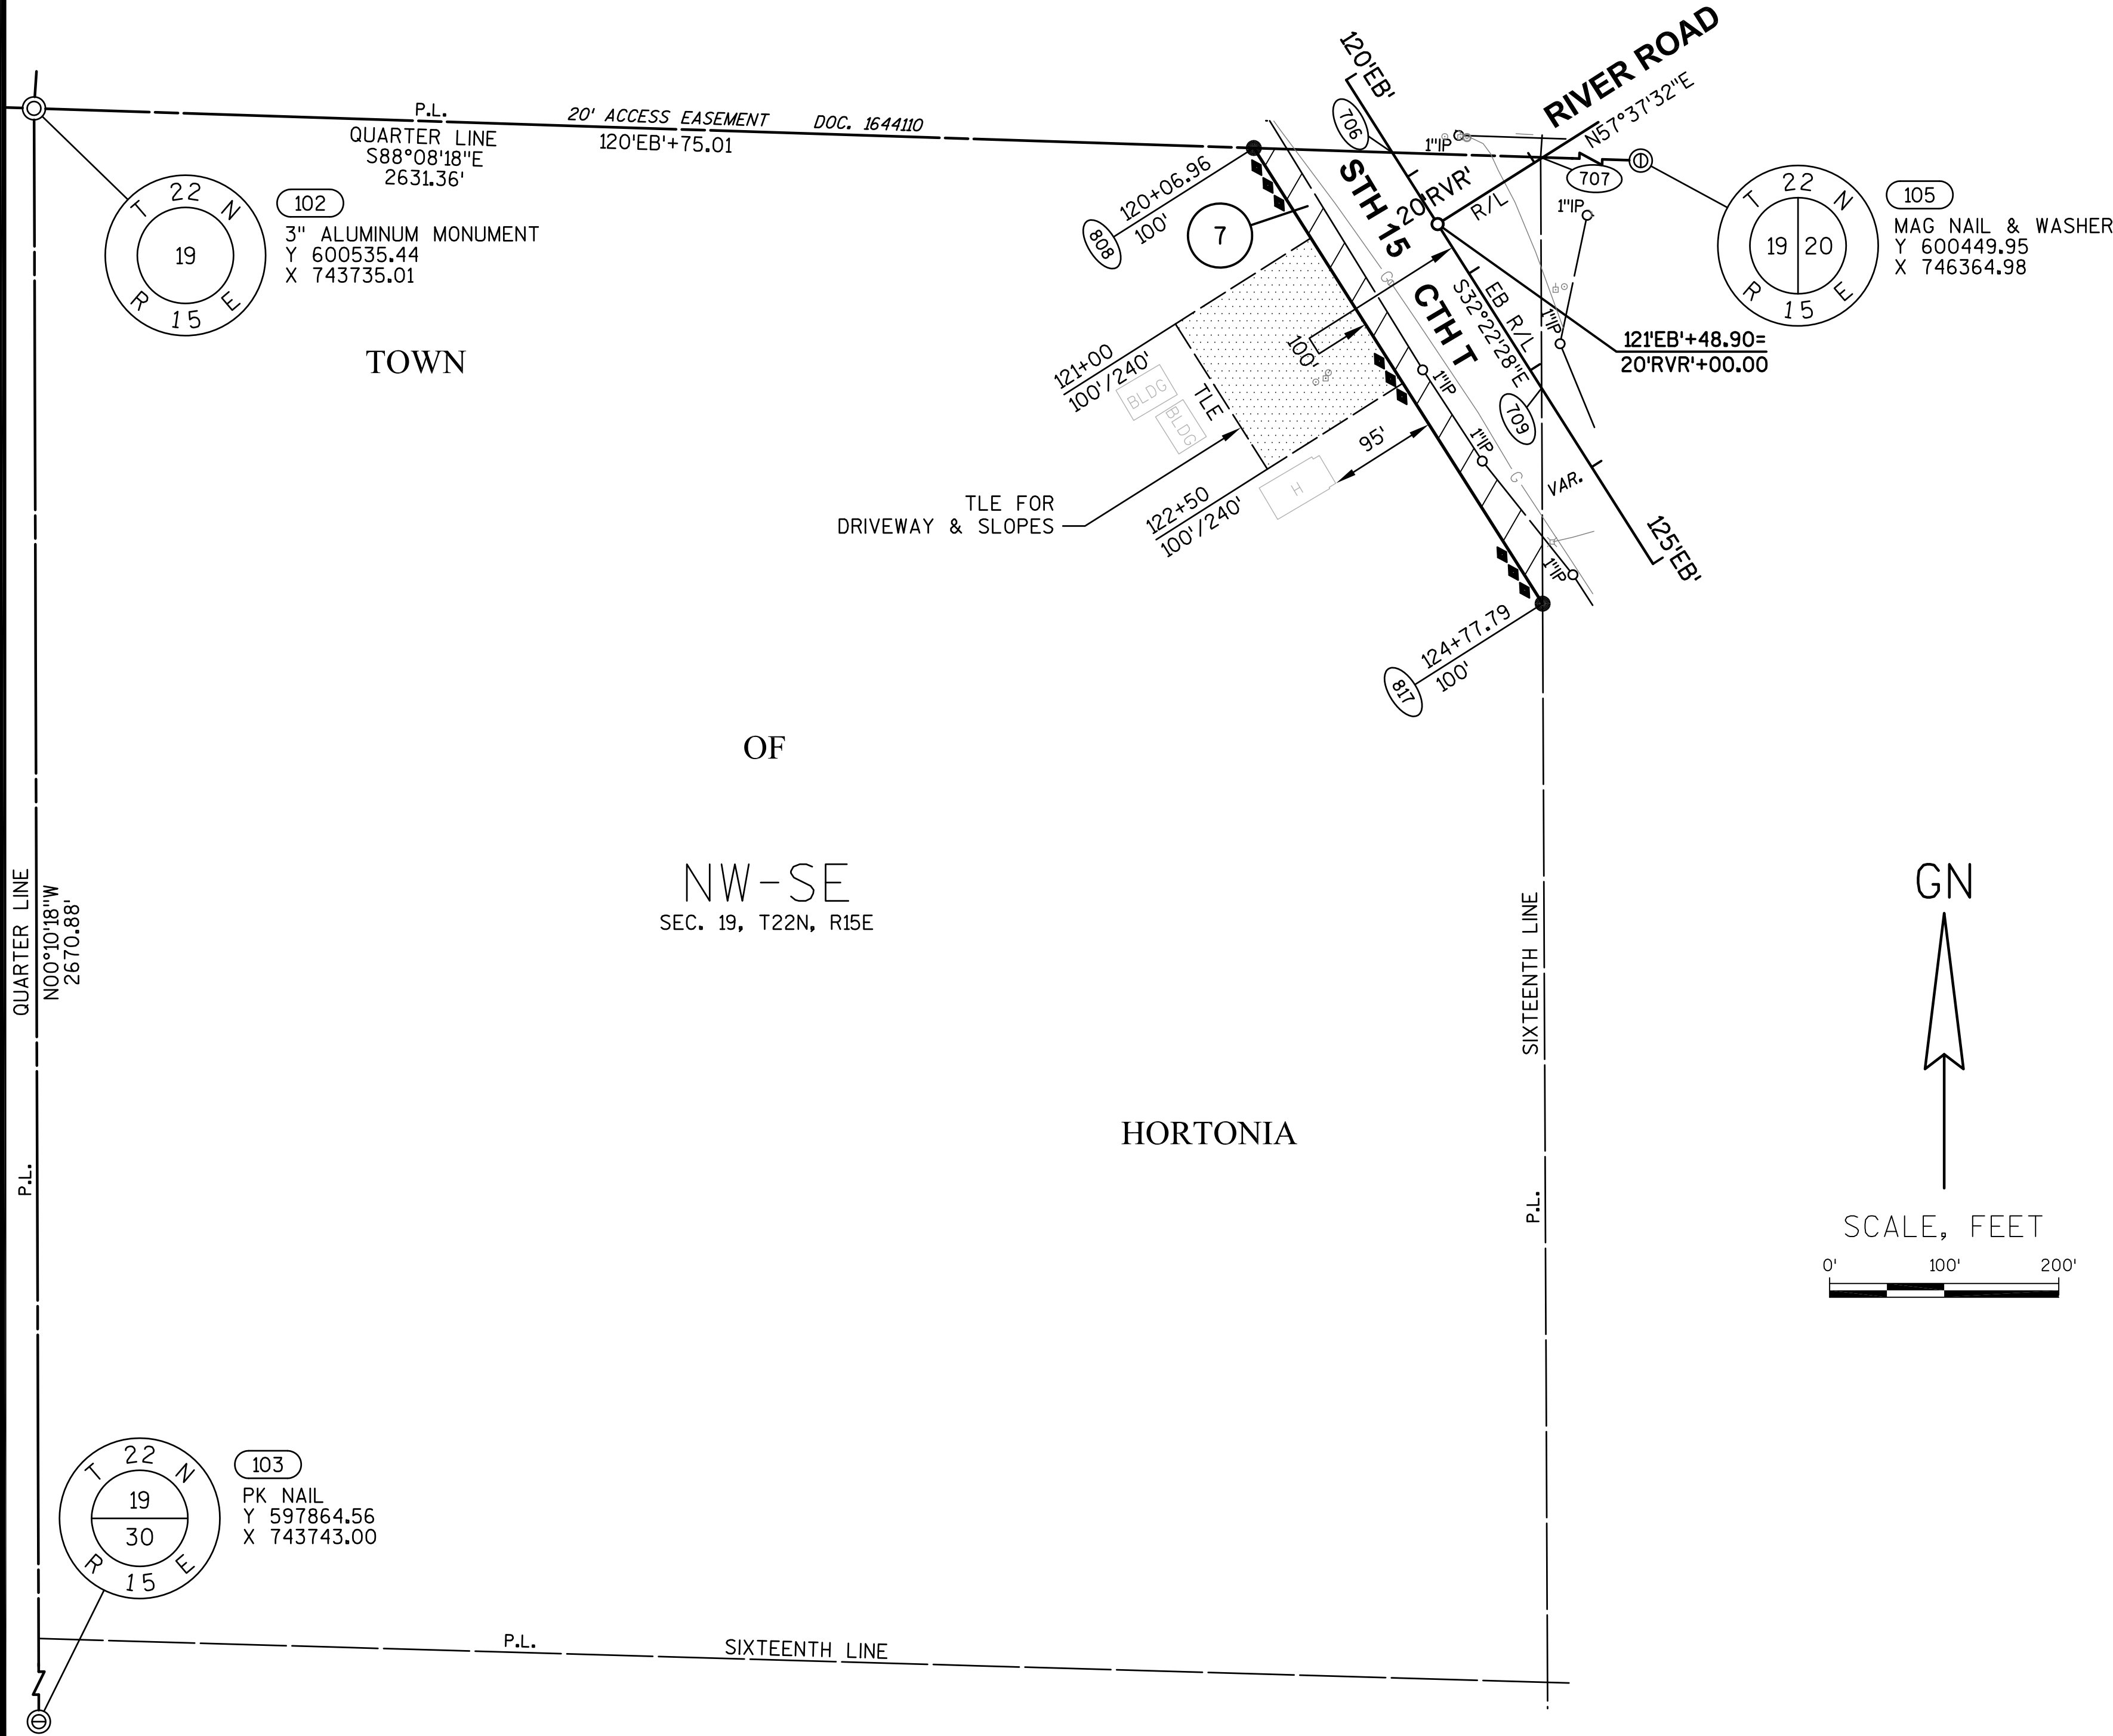 RIVER ROAD
N57°37'32"E
120'EB'
706
P.L.
20' ACCESS EASEMENT
DOC. 1644110
QUARTER LINE
S88°08'18"E
2631.36'
120'EB'+75.01
1"IP
707
STH 15
20'RVR'
R/L
1"IP
120+06.96
100'
808
7
T 22 N
19
R 15 E
102
3" ALUMINUM MONUMENT
Y 600535.44
X 743735.01
T 22 N
19 20
R 15 E
105
MAG NAIL & WASHER
Y 600449.95
X 746364.98
G
CTH T
EB R/L
S32°22'28"E
1"IP
121'EB'+48.90=
20'RVR'+00.00
TOWN
121+00
100'/240'
BLDG
BLDG
TLE
100'
1"IP
709
95'
1"IP
G
VAR.
H
TLE FOR
DRIVEWAY & SLOPES
122+50
100'/240'
125'EB'
1"IP
124+77.79
100'
817
OF
NW-SE
SEC. 19, T22N, R15E
QUARTER LINE
N00°10'18"W
2670.88'
SIXTEENTH LINE
GN
HORTONIA
P.L.
P.L.
SCALE, FEET
0' 100' 200'
T 22 N
19
30
R 15 E
103
PK NAIL
Y 597864.56
X 743743.00
P.L.
SIXTEENTH LINE